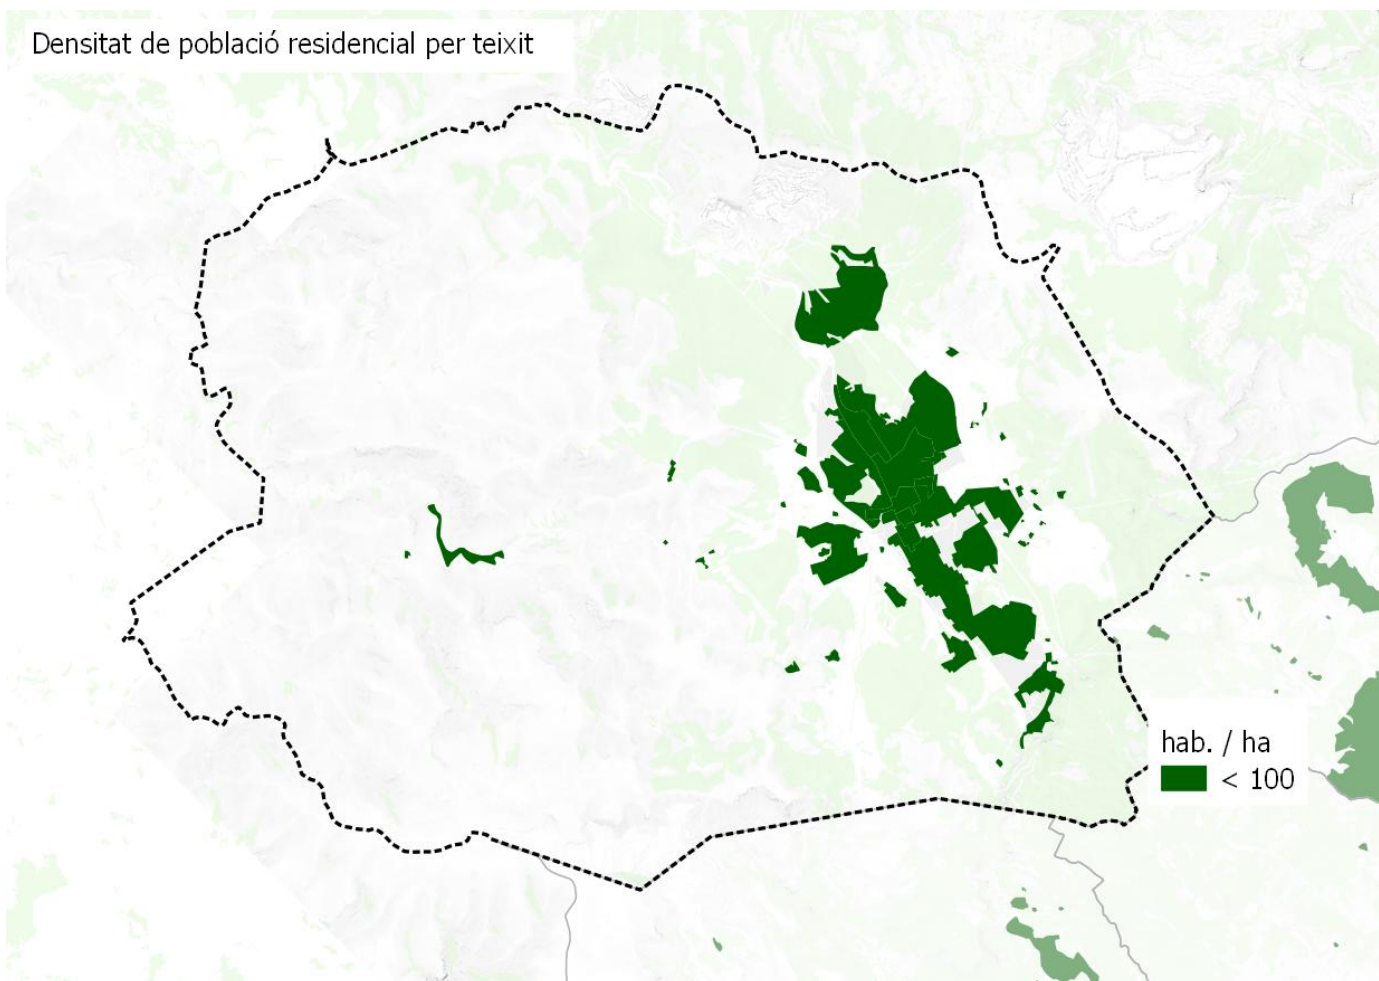 Densitat de població residencial per teixit
hab. / ha
< 100